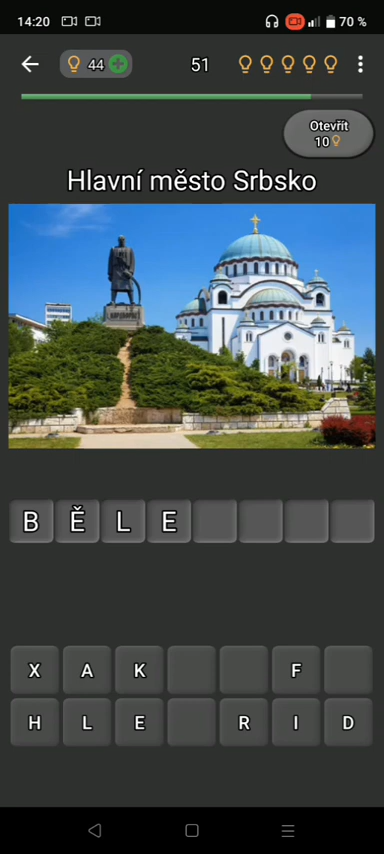 14:20 70 %
44 51
Otevřít
10
Hlavní město Srbsko
B Ě L E
X A K F
H L E R I D